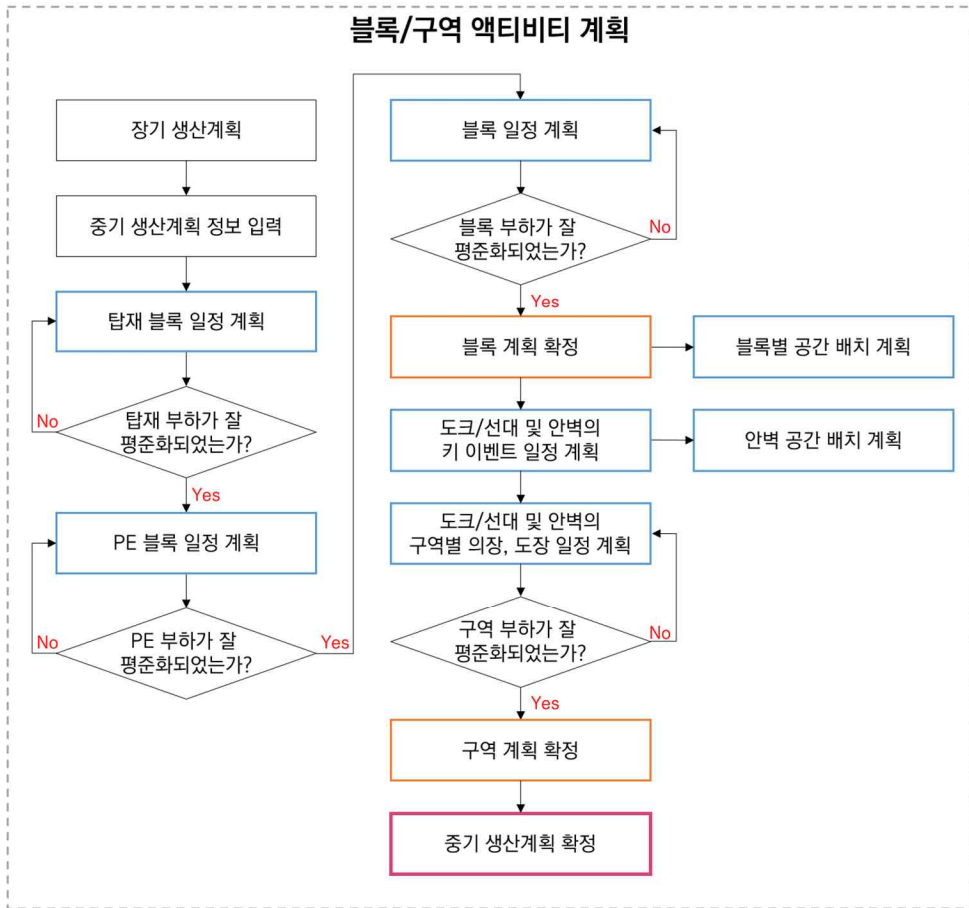 블록/구역 액티비티 계획
장기 생산계획
중기 생산계획 정보 입력
탑재 블록 일정 계획
No
탑재 부하가 잘
평준화되었는가?
Yes
PE 블록 일정 계획
No
PE 부하가 잘
평준화되었는가?
Yes
블록 일정 계획
블록 부하가 잘
평준화되었는가?
No
Yes
블록 계획 확정
블록별 공간 배치 계획
도크/선대 및 안벽의
키 이벤트 일정 계획
안벽 공간 배치 계획
도크/선대 및 안벽의
구역별 의장, 도장 일정 계획
구역 부하가 잘
평준화되었는가?
No
Yes
구역 계획 확정
중기 생산계획 확정